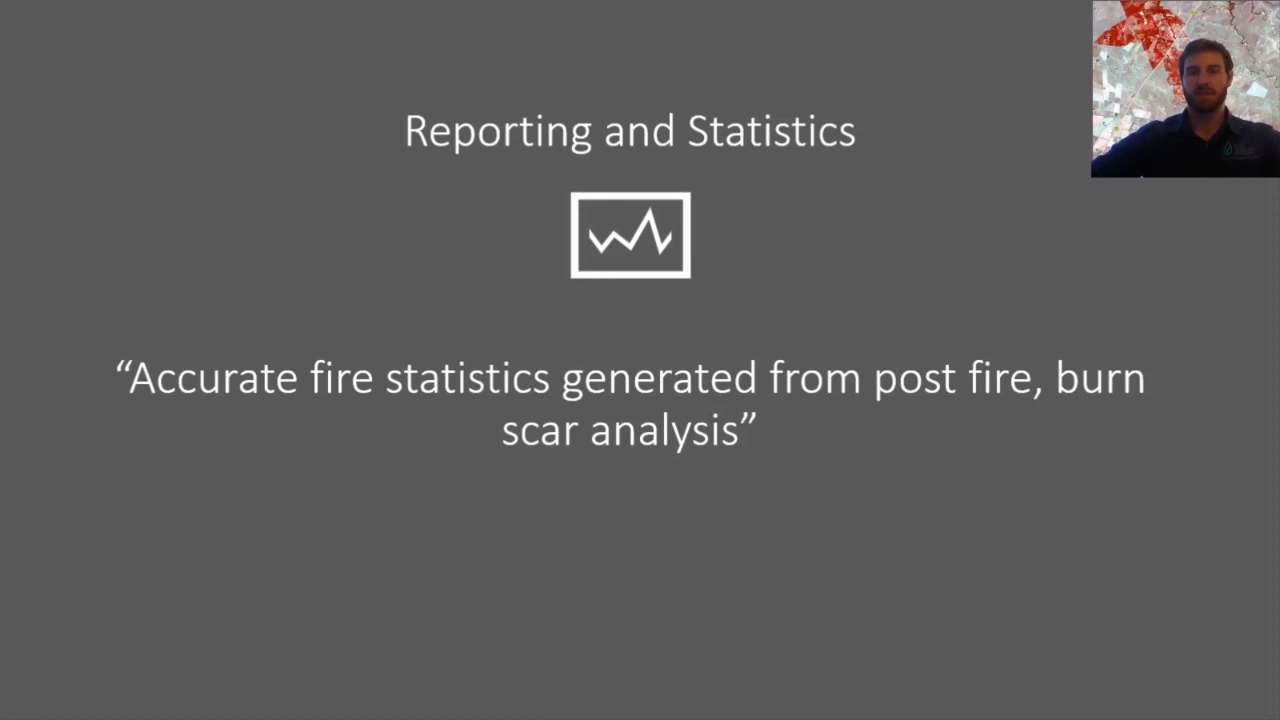 Reporting and Statistics
“Accurate fire statistics generated from post fire, burn
scar analysis”